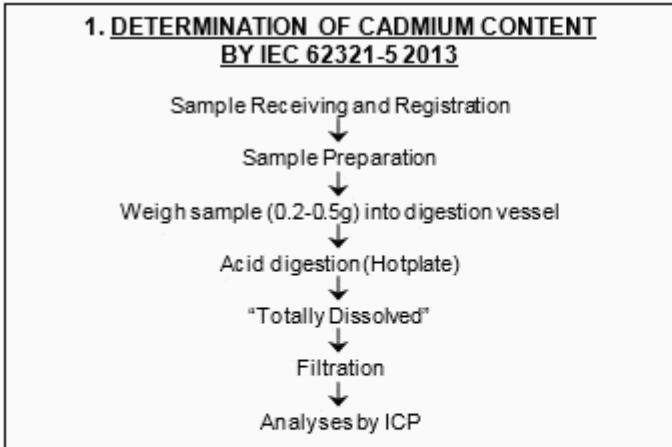 1. DETERMINATION OF CADMIUM CONTENT
BY IEC 62321-5 2013
Sample Receiving and Registration
Sample Preparation
Weigh sample (0.2-0.5g) into digestion vessel
Acid digestion (Hotplate)
“Totally Dissolved”
Filtration
Analyses by ICP